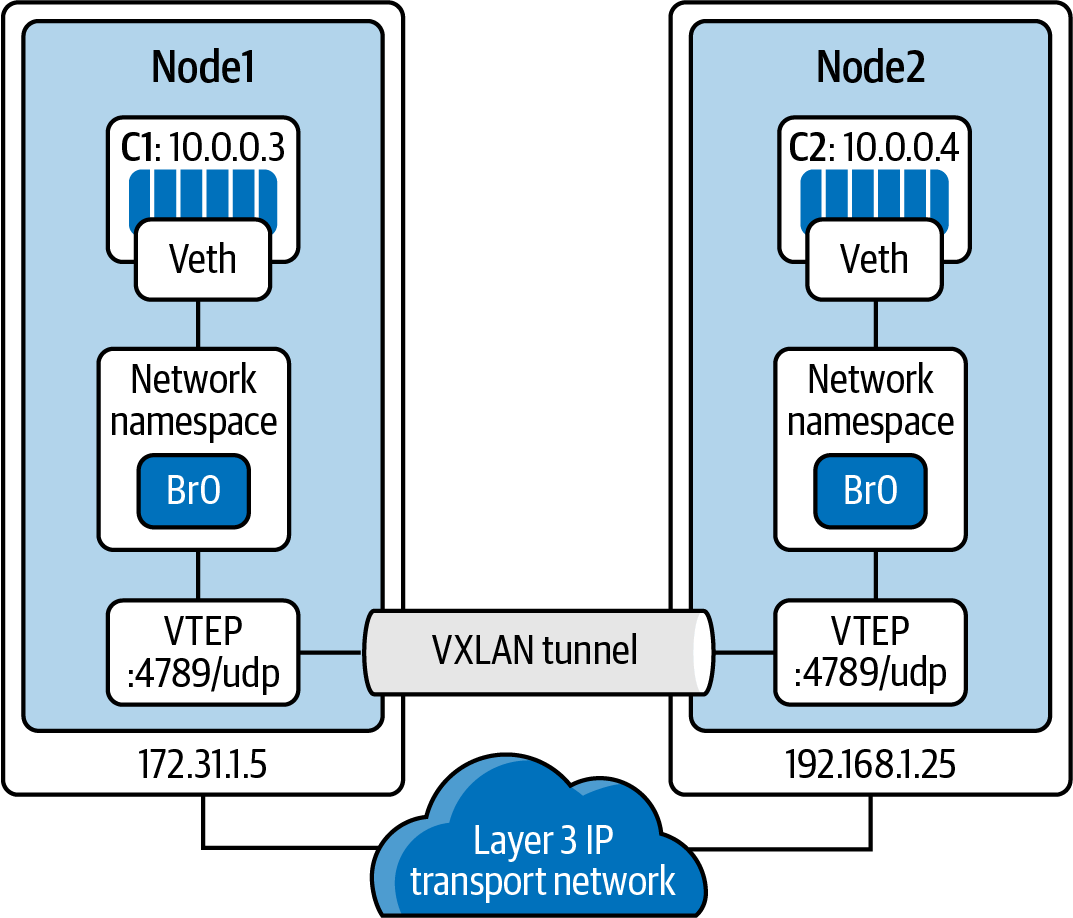 Node1
C1: 10.0.0.3
Veth
Network
namespace
Br0
VTEP
:4789/udp
172.31.1.5
Node2
C2: 10.0.0.4
Veth
Network
namespace
Br0
VTEP
:4789/udp
192.168.1.25
VXLAN tunnel
Layer 3 IP
transport network